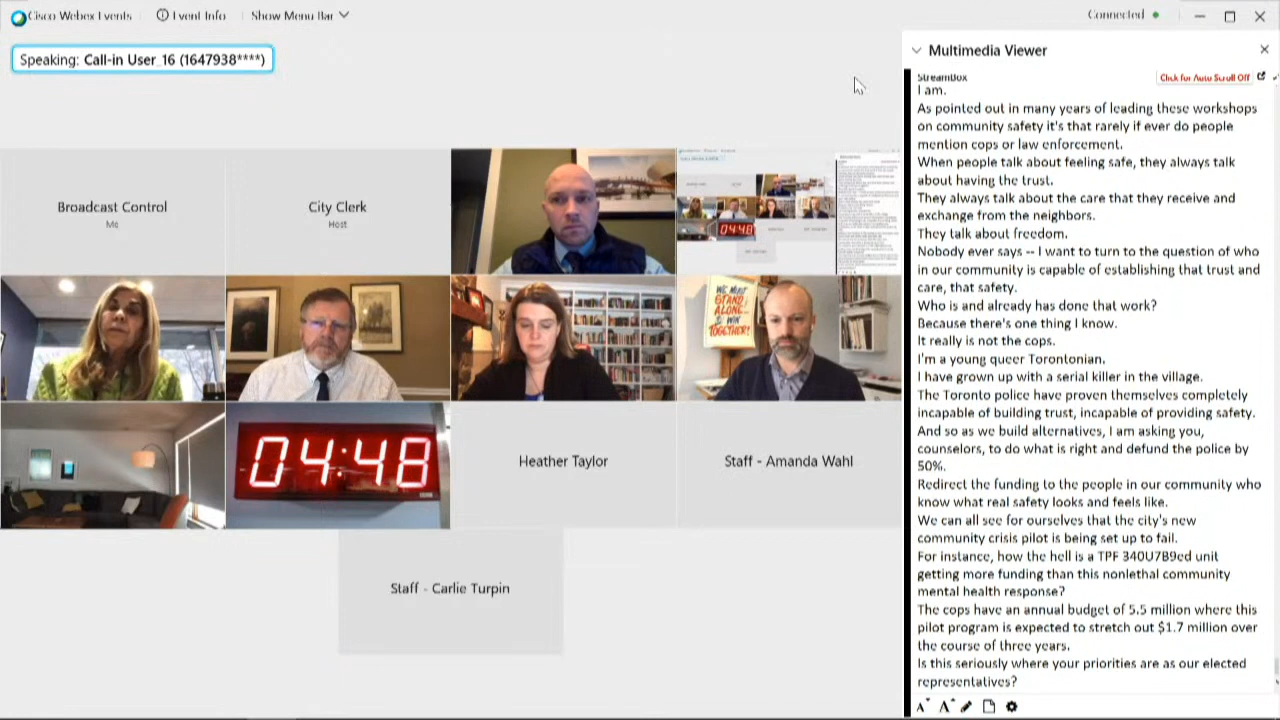 Cisco Webex Events
Event Info
Show Menu Bar
Connected
Speaking: Call-in User_16 (1647938****)
Multimedia Viewer
StreamBox
Click for Auto Scroll Off
I am.
As pointed out in many years of leading these workshops
on community safety it's that rarely if ever do people
mention cops or law enforcement.
When people talk about feeling safe, they always talk
about having the trust.
They always talk about the care that they receive and
exchange from their neighbors.
They talk about freedom.
Nobody ever says -- I want to turn to the question of who
in our community is capable of establishing that trust and
care, that safety.
Who is and already has done that work?
Because there's one thing I know.
It really is not the cops.
I'm a young queer Torontonian.
I have grown up with a serial killer in the village.
The Toronto police have proven themselves completely
incapable of building trust, incapable of providing safety.
And so as we build alternatives, I am asking you,
counselors, to do what is right and defund the police by
50%.
Redirect the funding to the people in our community who
know what real safety looks and feels like.
We can all see for ourselves that the city's new
community crisis pilot is being set up to fail.
For instance, how the hell is a TPF 340U7B9ed unit
getting more funding than this nonlethal community
mental health response?
The cops have an annual budget of 5.5 million where this
pilot program is expected to stretch out $1.7 million over
the course of three years.
Is this seriously where your priorities are as our elected
representatives?
Broadcast Contr..
Me
City Clerk
Host
04:48
WE MUST
STAND
ALONE...
WIN
TOGETHER!
04:48
Heather Taylor
Staff - Amanda Wahl
Staff - Carlie Turpin